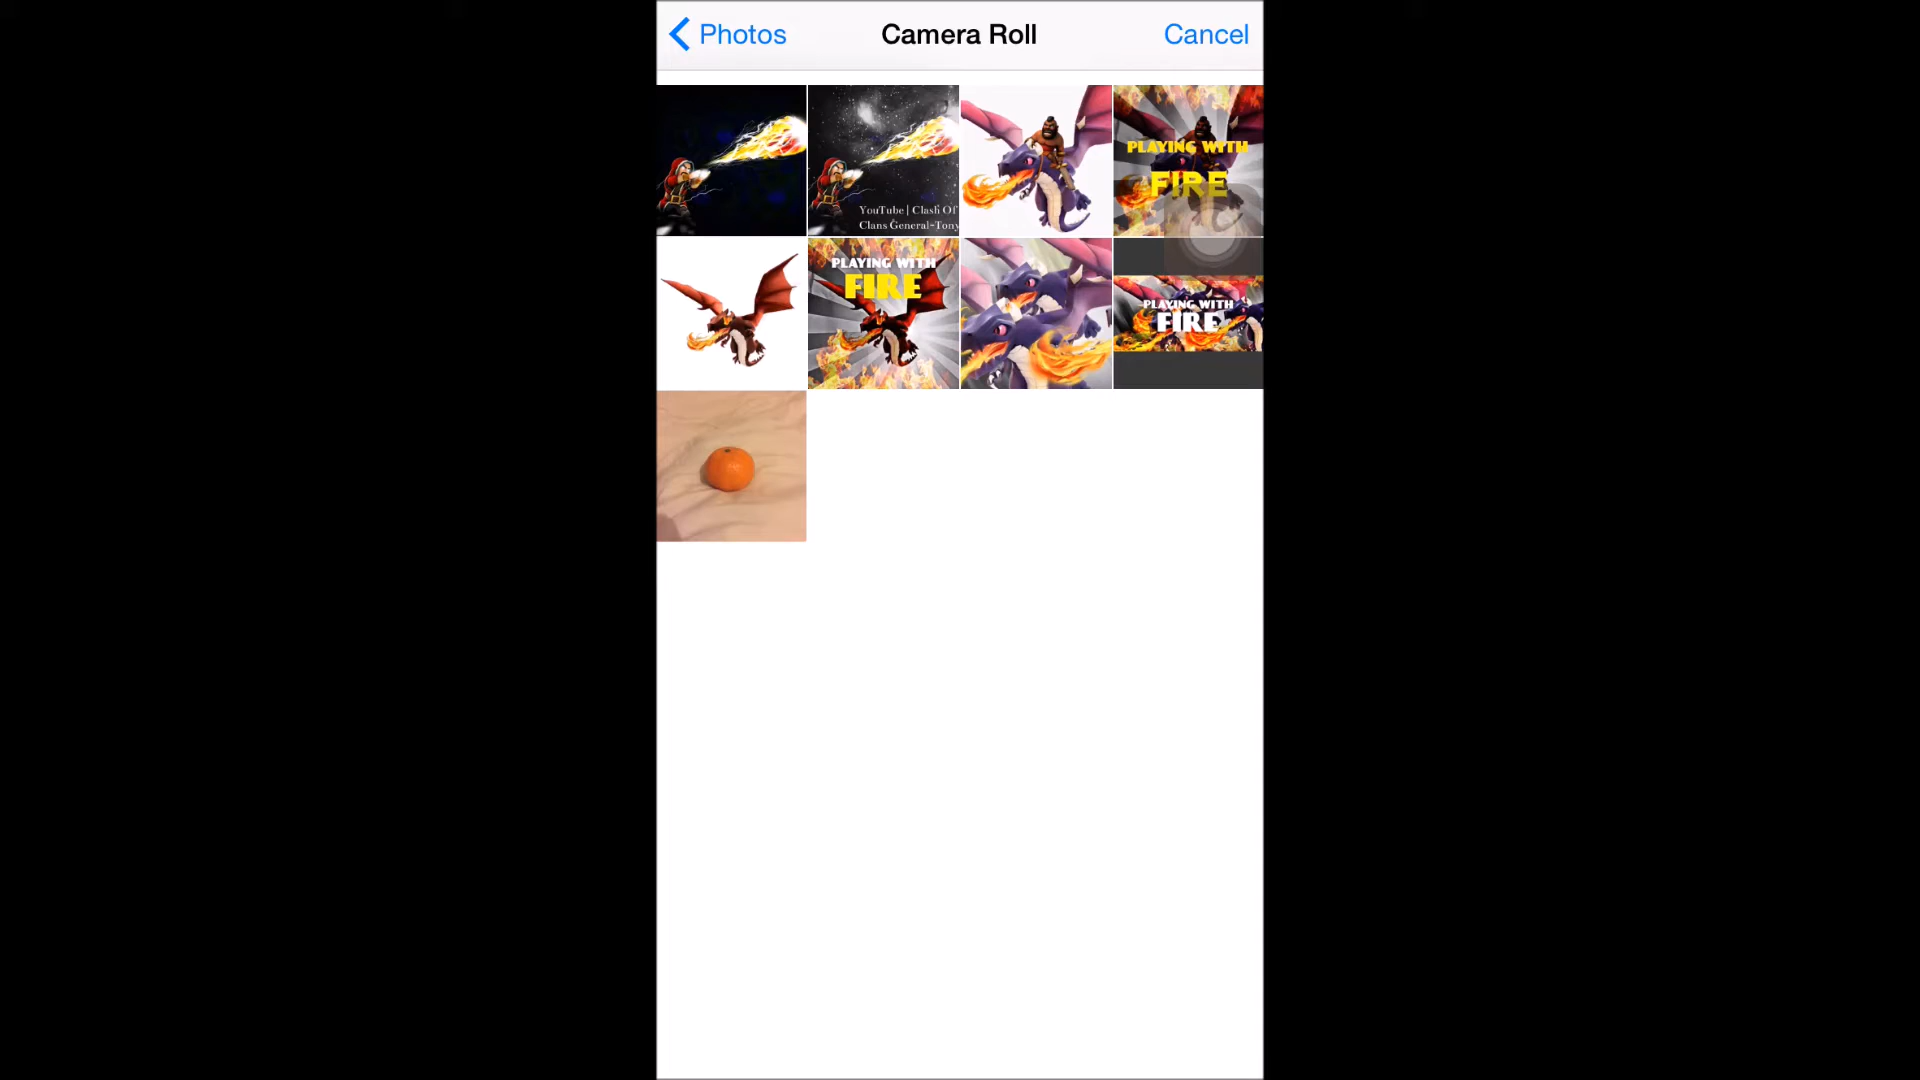 Photos
Camera Roll
Cancel
YouTube | Clash Of
Clans General-Tony
PLAYING WITH
FIRE
PLAYING WITH
FIRE
PLAYING WITH
FIRE